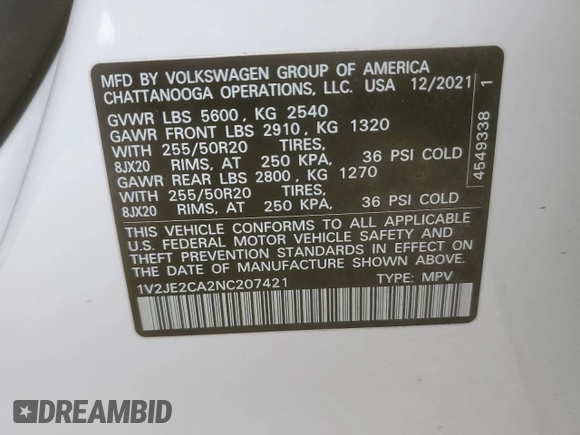 MFD BY VOLKSWAGEN GROUP OF AMERICA
CHATTANOOGA OPERATIONS, LLC. USA 12/2021
GVWR LBS 5600, KG 2540
GAWR FRONT LBS 2910, KG 1320
WITH 255/50R20 TIRES,
8JX20 RIMS, AT 250 KPA, 36 PSI COLD
GAWR REAR LBS 2800, KG 1270
WITH 255/50R20 TIRES,
8JX20 RIMS, AT 250 KPA, 36 PSI COLD
THIS VEHICLE CONFORMS TO ALL APPLICABLE
U.S. FEDERAL MOTOR VEHICLE SAFETY AND
THEFT PREVENTION STANDARDS IN EFFECT ON
THE DATE OF MANUFACTURE SHOWN ABOVE.
1V2JE2CA2NC207421 TYPE: MPV
4549338 1
DREAMBID